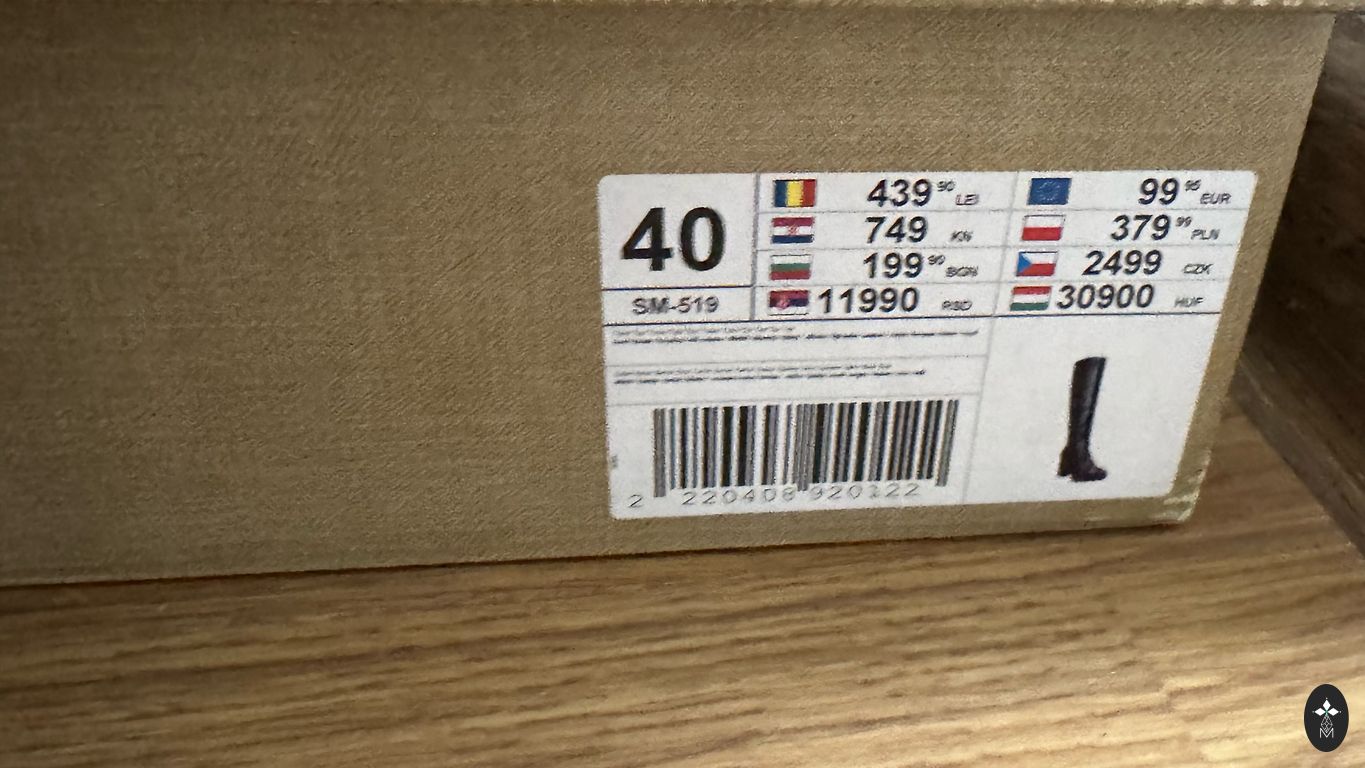 40
SM-519
439 90 LEI
749 KN
199 90 BGN
11990 RSD
99 95 EUR
379 99 PLN
2499 CZK
30900 HUF
2 220408 920122
M